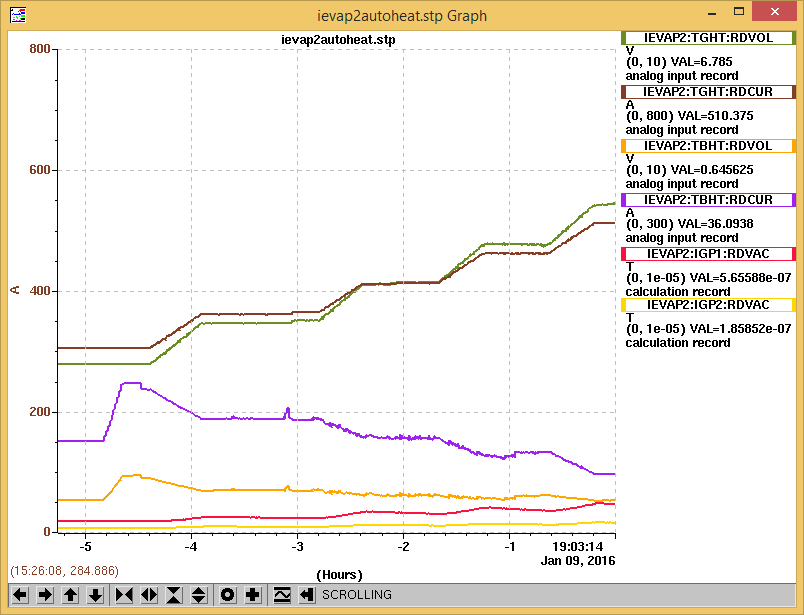 ievap2autoheat.stp Graph
ievap2autoheat.stp
800
600
400
200
0
A
-5
-4
-3
-2
-1
19:03:14
Jan 09, 2016
(Hours)
(15:26:08, 284.886)
IEVAP2:TGHT:RDVOL
V
(0, 10) VAL=6.785
analog input record
IEVAP2:TGHT:RDCUR
A
(0, 800) VAL=510.375
analog input record
IEVAP2:TBHT:RDVOL
V
(0, 10) VAL=0.645625
analog input record
IEVAP2:TBHT:RDCUR
A
(0, 300) VAL=36.0938
analog input record
IEVAP2:IGP1:RDVAC
T
(0, 1e-05) VAL=5.65588e-07
calculation record
IEVAP2:IGP2:RDVAC
T
(0, 1e-05) VAL=1.85852e-07
calculation record
SCROLLING